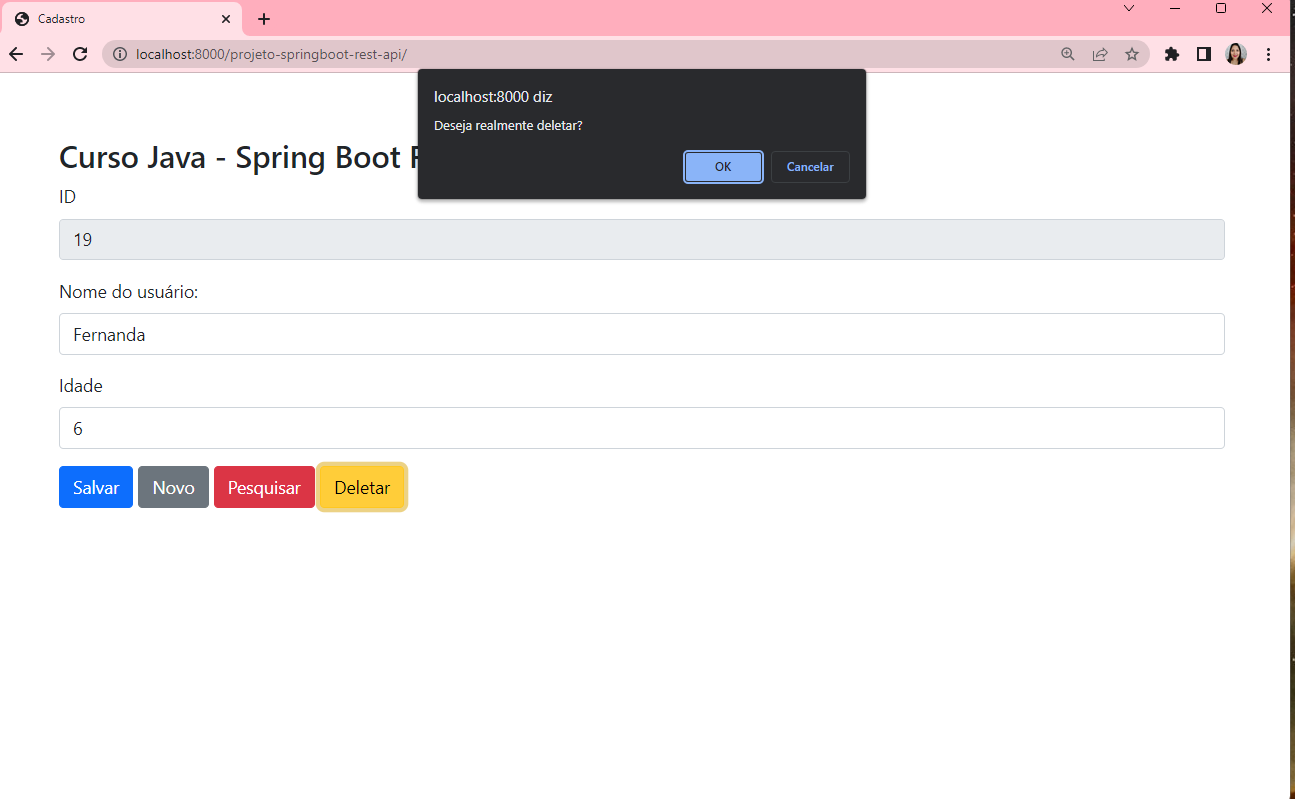 Cadastro
localhost:8000/projeto-springboot-rest-api/
localhost:8000 diz
Deseja realmente deletar?
OK Cancelar
Curso Java - Spring Boot
ID
19
Nome do usuário:
Fernanda
Idade
6
Salvar Novo Pesquisar Deletar